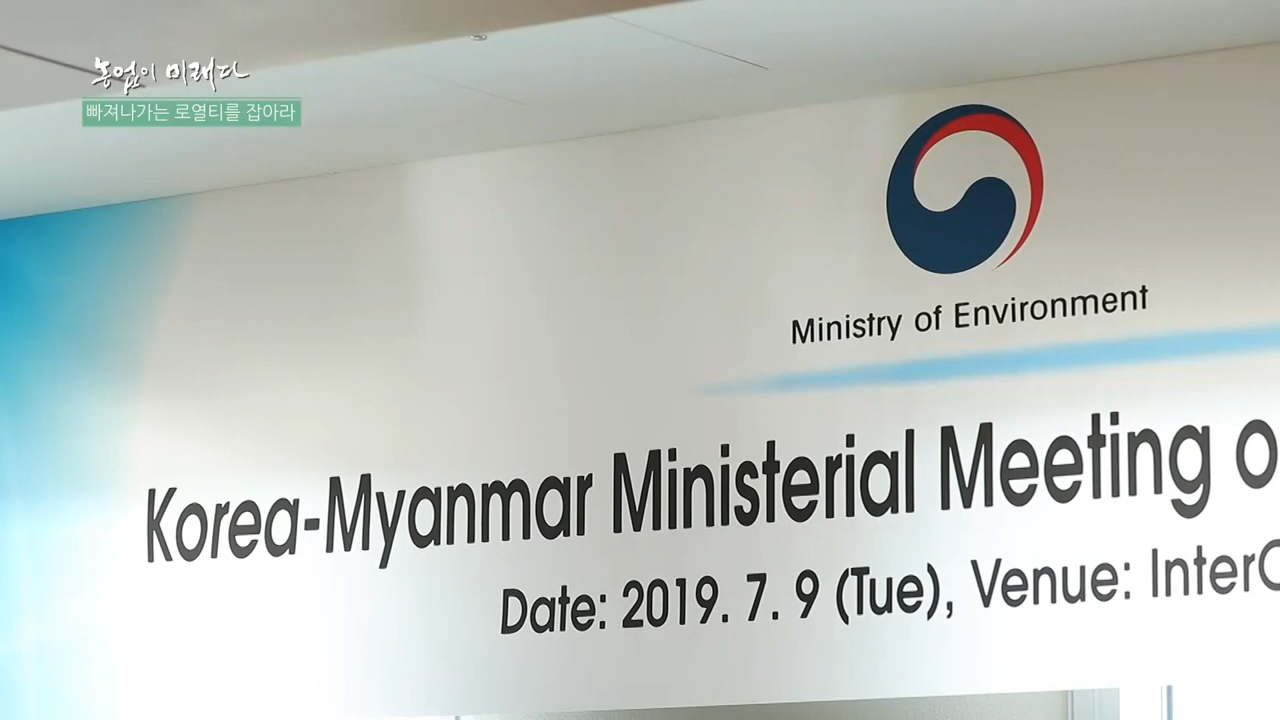 농업이 미래다
빠져나가는 로열티를 잡아라
Ministry of Environment
Korea-Myanmar Ministerial Meeting o
Date: 2019. 7. 9 (Tue), Venue: InterC